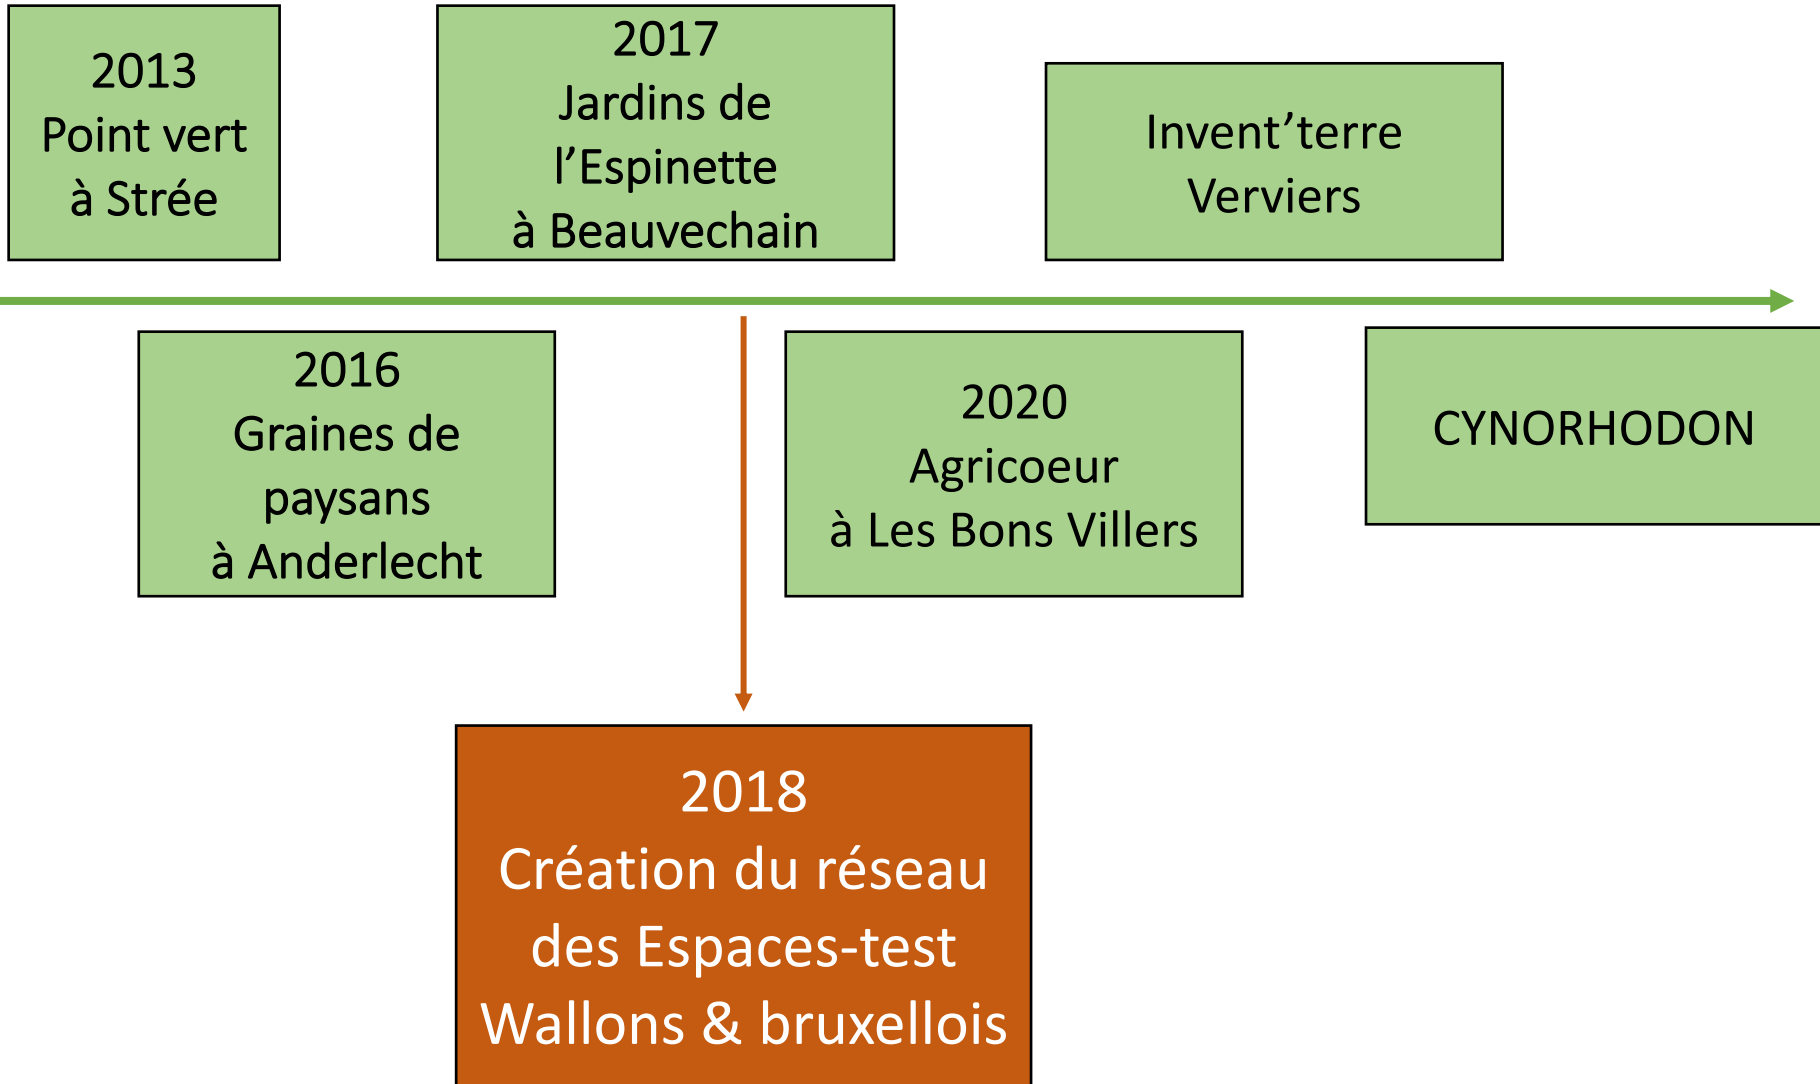 2013
Point vert
à Strée
2017
Jardins de
l’Espinette
à Beauvechain
Invent’terre
Verviers
2016
Graines de
paysans
à Anderlecht
2020
Agricoeur
à Les Bons Villers
CYNORHODON
2018
Création du réseau
des Espaces-test
Wallons & bruxellois